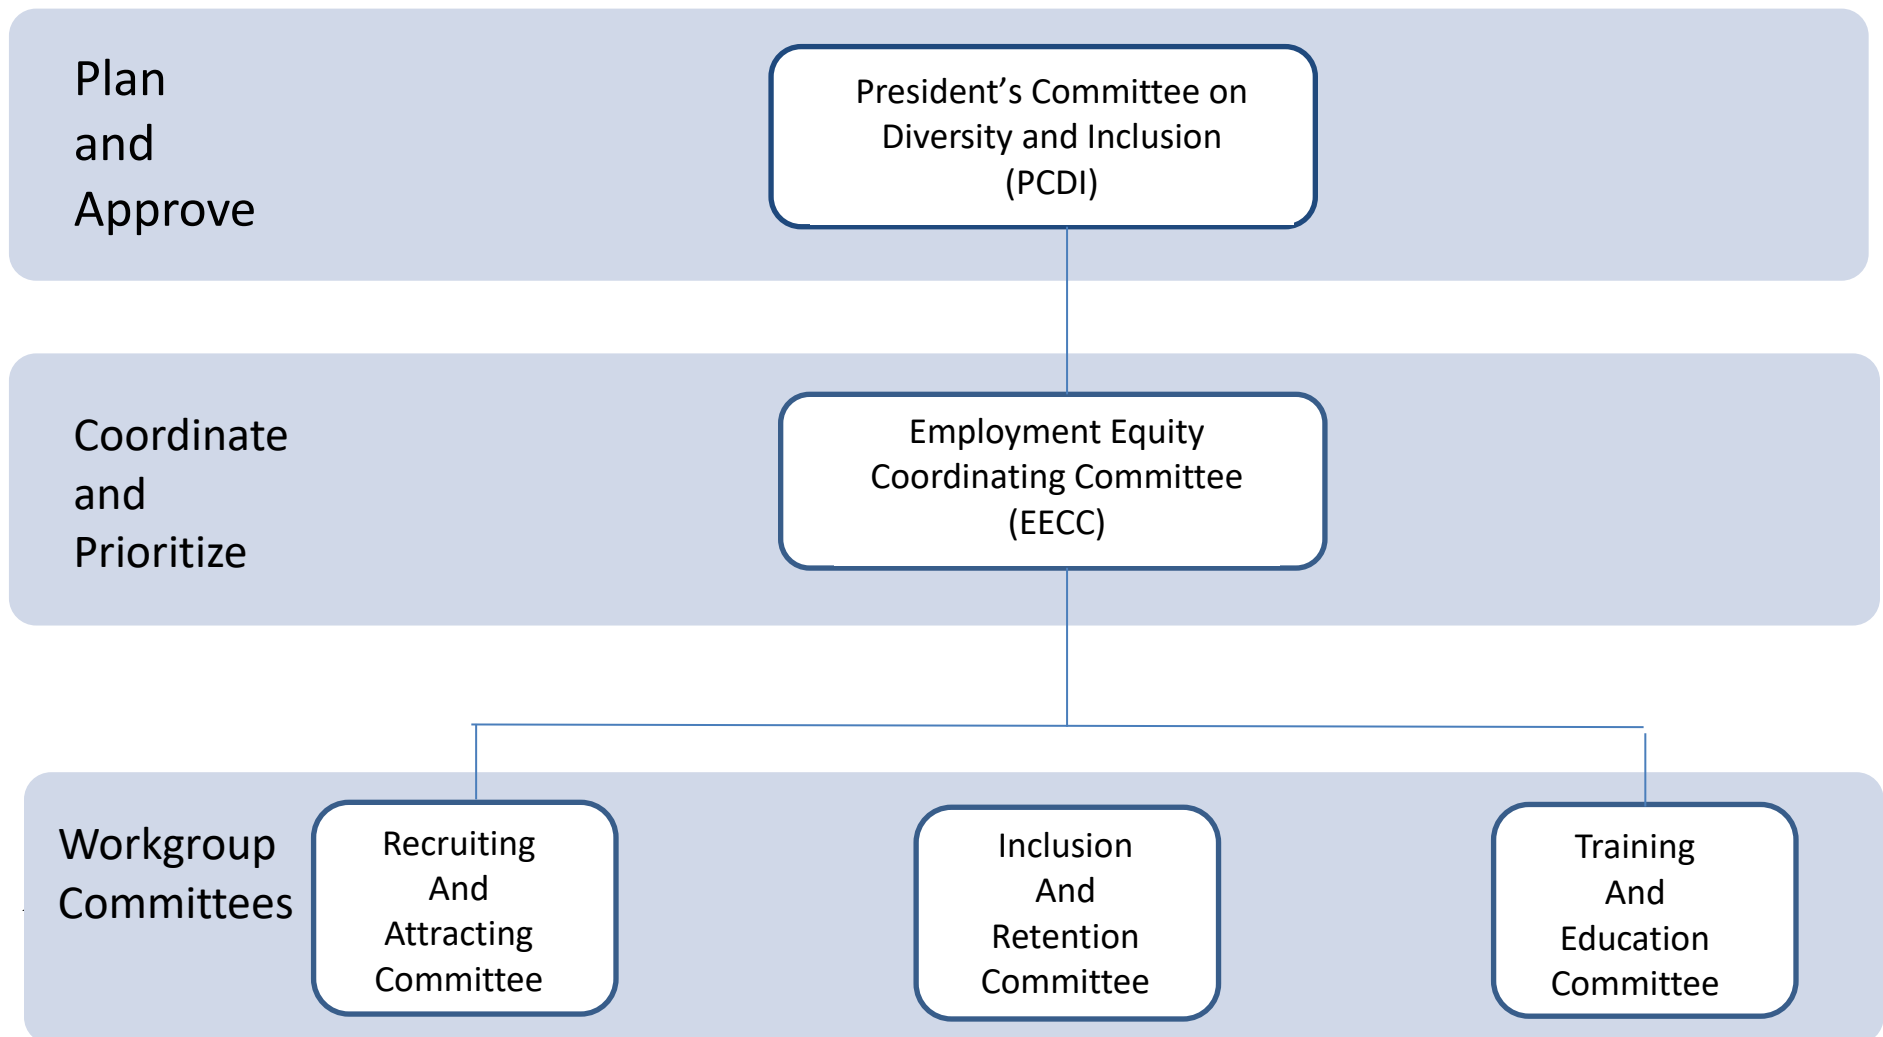 Plan
and
Approve
President’s Committee on
Diversity and Inclusion
(PCDI)
Coordinate
and
Prioritize
Employment Equity
Coordinating Committee
(EECC)
Workgroup
Committees
Recruiting
And
Attracting
Committee
Inclusion
And
Retention
Committee
Training
And
Education
Committee